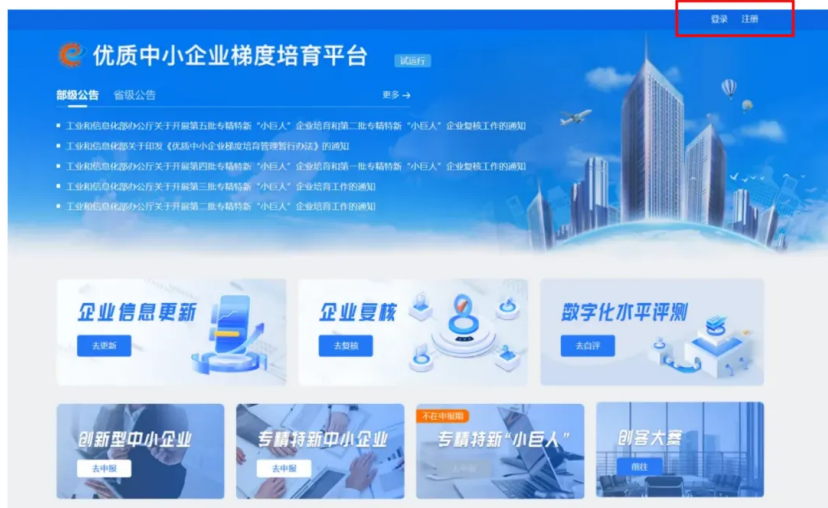 登录 注册
优质中小企业梯度培育平台 试运行
部级公告 省级公告 更多 →
工业和信息化部办公厅关于开展第五批专精特新“小巨人”企业培育和第二批专精特新“小巨人”企业复核工作的通知
工业和信息化部关于印发《优质中小企业梯度培育管理暂行办法》的通知
工业和信息化部办公厅关于开展第四批专精特新“小巨人”企业培育和第一批专精特新“小巨人”企业复核工作的通知
工业和信息化部办公厅关于开展第三批专精特新“小巨人”企业培育工作的通知
工业和信息化部办公厅关于开展第二批专精特新“小巨人”企业培育工作的通知
企业信息更新 企业复核 数字化水平评测
去更新 去复核 去自评
不在申报期
创新型中小企业 专精特新中小企业 专精特新“小巨人” 创客大赛
去申报 去申报 去申报 前往